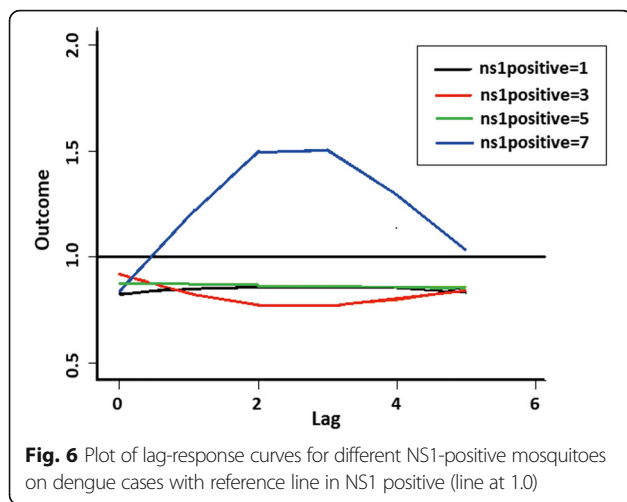 2.0
1.5
1.0
0.5
Outcome
0 2 4 6
Lag
ns1positive=1
ns1positive=3
ns1positive=5
ns1positive=7
Fig. 6 Plot of lag-response curves for different NS1-positive mosquitoes
on dengue cases with reference line in NS1 positive (line at 1.0)